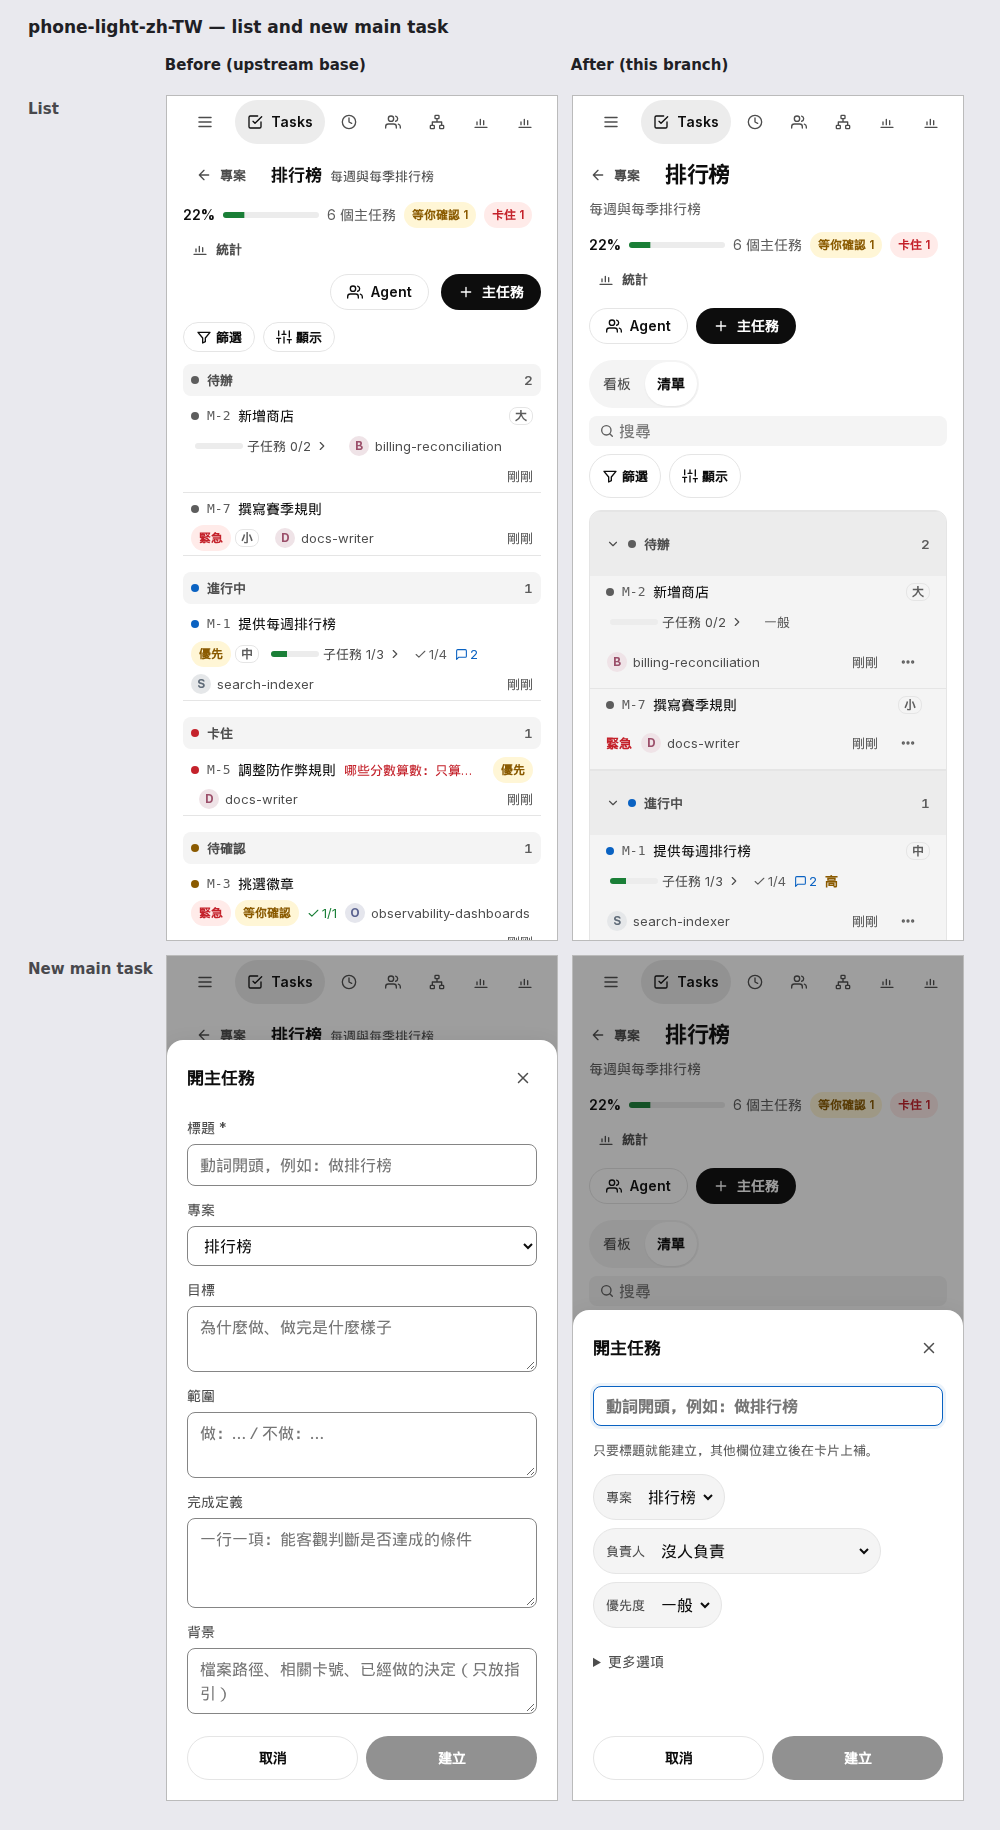 phone-light-zh-TW — list and new main task
Before (upstream base)
After (this branch)
List
Tasks
專案 排行榜 每週與每季排行榜
22% 6 個主任務 等你確認 1 卡住 1
統計
Agent 主任務
篩選 顯示
待辦 2
M-2 新增商店 大
子任務 0/2 B billing-reconciliation
剛剛
M-7 撰寫賽季規則
緊急 小 D docs-writer 剛剛
進行中 1
M-1 提供每週排行榜
優先 中 子任務 1/3 1/4 2
S search-indexer 剛剛
卡住 1
M-5 調整防作弊規則 哪些分數算數：只算… 優先
D docs-writer 剛剛
待確認 1
M-3 挑選徽章
緊急 等你確認 1/1 O observability-dashboards
Tasks
專案 排行榜
每週與每季排行榜
22% 6 個主任務 等你確認 1 卡住 1
統計
Agent 主任務
看板 清單
搜尋
篩選 顯示
待辦 2
M-2 新增商店 大
子任務 0/2 一般
B billing-reconciliation 剛剛
M-7 撰寫賽季規則 小
緊急 D docs-writer 剛剛
進行中 1
M-1 提供每週排行榜 中
子任務 1/3 1/4 2 高
S search-indexer 剛剛
New main task
Tasks
專案 排行榜 每週與每季排行榜
開主任務
標題 *
動詞開頭，例如：做排行榜
專案
排行榜
目標
為什麼做、做完是什麼樣子
範圍
做：… / 不做：…
完成定義
一行一項：能客觀判斷是否達成的條件
背景
檔案路徑、相關卡號、已經做的決定（只放指
引）
取消 建立
Tasks
專案 排行榜
每週與每季排行榜
22% 6 個主任務 等你確認 1 卡住 1
統計
Agent 主任務
看板 清單
搜尋
開主任務
動詞開頭，例如：做排行榜
只要標題就能建立，其他欄位建立後在卡片上補。
專案 排行榜
負責人 沒人負責
優先度 一般
更多選項
取消 建立